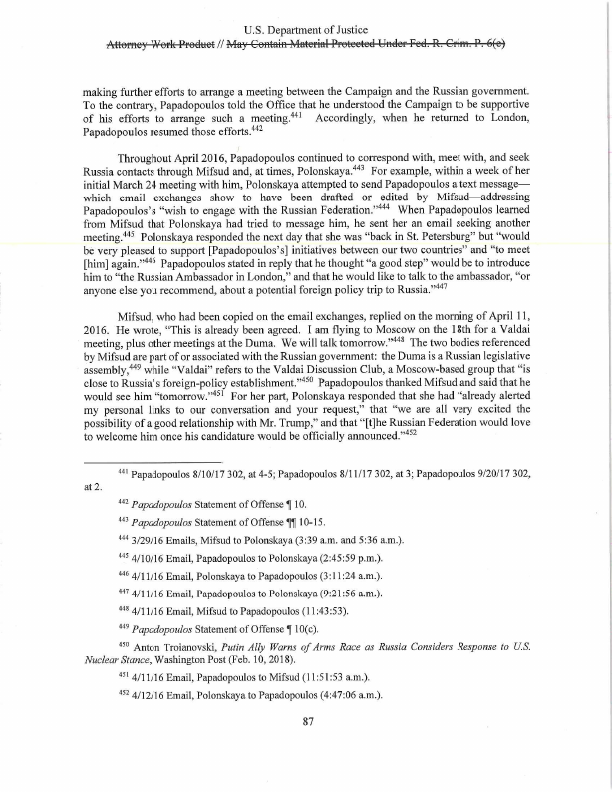 U.S. Department of Justice
Attorney Work Product // May Contain Material Protected Under Fed. R. Crim. P. 6(e)
making further efforts to arrange a meeting between the Campaign and the Russian government.
To the contrary, Papadopoulos told the Office that he understood the Campaign to be supportive
of his efforts to arrange such a meeting.441 Accordingly, when he returned to London,
Papadopoulos resumed those efforts.442
Throughout April 2016, Papadopoulos continued to correspond with, meet with, and seek
Russia contacts through Mifsud and, at times, Polonskaya.443 For example, within a week of her
initial March 24 meeting with him, Polonskaya attempted to send Papadopoulos a text message—
which email exchanges show to have been drafted or edited by Mifsud—addressing
Papadopoulos's "wish to engage with the Russian Federation."444 When Papadopoulos learned
from Mifsud that Polonskaya had tried to message him, he sent her an email seeking another
meeting.445 Polonskaya responded the next day that she was "back in St. Petersburg" but "would
be very pleased to support [Papadopoulos's] initiatives between our two countries" and "to meet
[him] again."446 Papadopoulos stated in reply that he thought "a good step" would be to introduce
him to "the Russian Ambassador in London," and that he would like to talk to the ambassador, "or
anyone else you recommend, about a potential foreign policy trip to Russia."447
Mifsud, who had been copied on the email exchanges, replied on the morning of April 11,
2016. He wrote, "This is already been agreed. I am flying to Moscow on the 18th for a Valdai
meeting, plus other meetings at the Duma. We will talk tomorrow."448 The two bodies referenced
by Mifsud are part of or associated with the Russian government: the Duma is a Russian legislative
assembly,449 while "Valdai" refers to the Valdai Discussion Club, a Moscow-based group that "is
close to Russia's foreign-policy establishment."450 Papadopoulos thanked Mifsud and said that he
would see him "tomorrow."451 For her part, Polonskaya responded that she had "already alerted
my personal links to our conversation and your request," that "we are all very excited the
possibility of a good relationship with Mr. Trump," and that "[t]he Russian Federation would love
to welcome him once his candidature would be officially announced."452
441 Papadopoulos 8/10/17 302, at 4-5; Papadopoulos 8/11/17 302, at 3; Papadopoulos 9/20/17 302,
at 2.
442 Papadopoulos Statement of Offense ¶ 10.
443 Papadopoulos Statement of Offense ¶¶ 10-15.
444 3/29/16 Emails, Mifsud to Polonskaya (3:39 a.m. and 5:36 a.m.).
445 4/10/16 Email, Papadopoulos to Polonskaya (2:45:59 p.m.).
446 4/11/16 Email, Polonskaya to Papadopoulos (3:11:24 a.m.).
447 4/11/16 Email, Papadopoulos to Polonskaya (9:21:56 a.m.).
448 4/11/16 Email, Mifsud to Papadopoulos (11:43:53).
449 Papadopoulos Statement of Offense ¶ 10(c).
450 Anton Troianovski, Putin Ally Warns of Arms Race as Russia Considers Response to U.S.
Nuclear Stance, Washington Post (Feb. 10, 2018).
451 4/11/16 Email, Papadopoulos to Mifsud (11:51:53 a.m.).
452 4/12/16 Email, Polonskaya to Papadopoulos (4:47:06 a.m.).
87